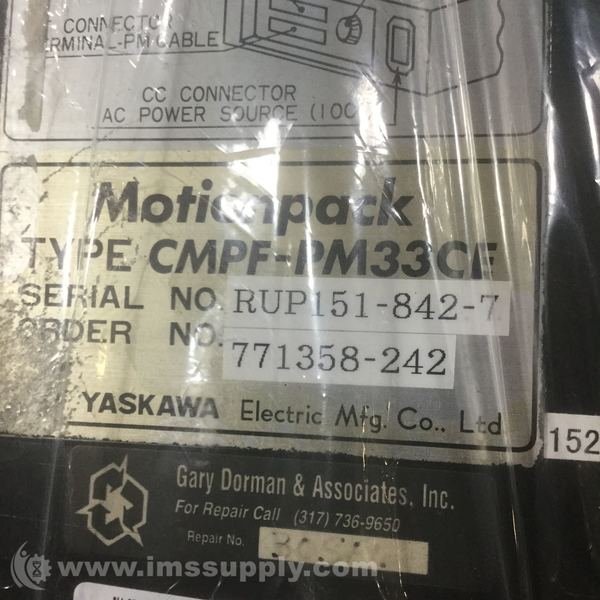 CONNECTOR
TERMINAL-PM CABLE
CC CONNECTOR
AC POWER SOURCE (100
Motionpack
TYPE CMPF-PM33CE
SERIAL NO. RUP151-842-7
ORDER NO. 771358-242
YASKAWA Electric Mfg. Co., Ltd
152
Gary Dorman & Associates, Inc.
For Repair Call (317) 736-9650
Repair No.
www.imssupply.com